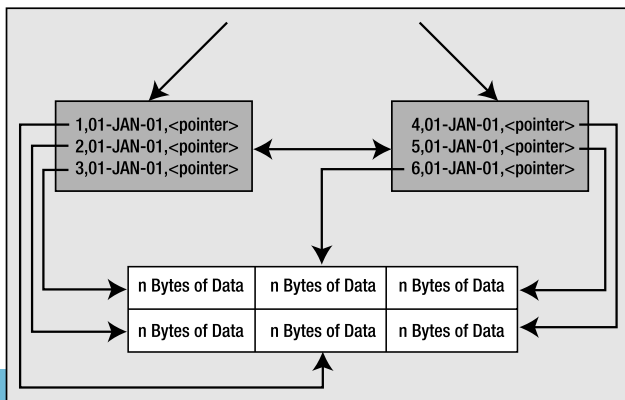 1,01-JAN-01,<pointer>
2,01-JAN-01,<pointer>
3,01-JAN-01,<pointer>
4,01-JAN-01,<pointer>
5,01-JAN-01,<pointer>
6,01-JAN-01,<pointer>
n Bytes of Data n Bytes of Data n Bytes of Data
n Bytes of Data n Bytes of Data n Bytes of Data